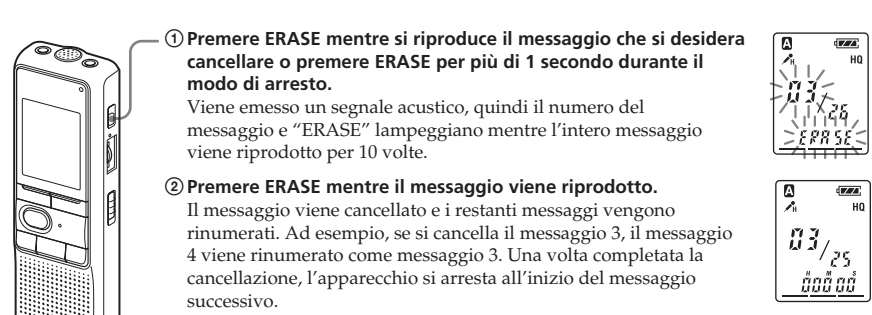 ① Premere ERASE mentre si riproduce il messaggio che si desidera
cancellare o premere ERASE per più di 1 secondo durante il
modo di arresto.
Viene emesso un segnale acustico, quindi il numero del
messaggio e “ERASE” lampeggiano mentre l’intero messaggio
viene riprodotto per 10 volte.
A
H HQ
03/26
ERASE
② Premere ERASE mentre il messaggio viene riprodotto.
Il messaggio viene cancellato e i restanti messaggi vengono
rinumerati. Ad esempio, se si cancella il messaggio 3, il messaggio
4 viene rinumerato come messaggio 3. Una volta completata la
cancellazione, l’apparecchio si arresta all’inizio del messaggio
successivo.
A
H HQ
03/25
H M S
00000